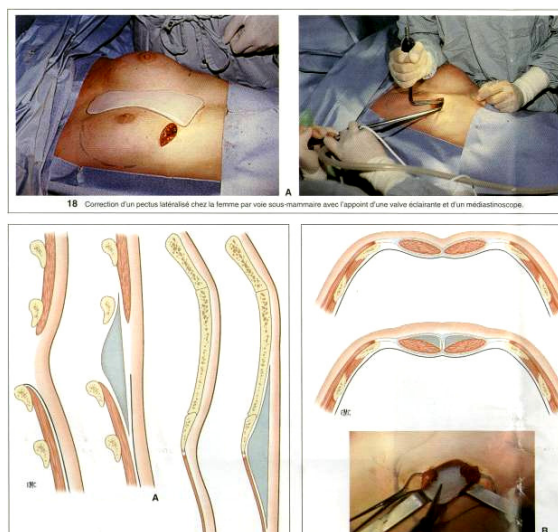 A
18 Correction d'un pectus latéralisé chez la femme par voie sous-mammaire avec l'appoint d'une valve éclairante et d'un médiastinoscope.
EMC
A
EMC
B